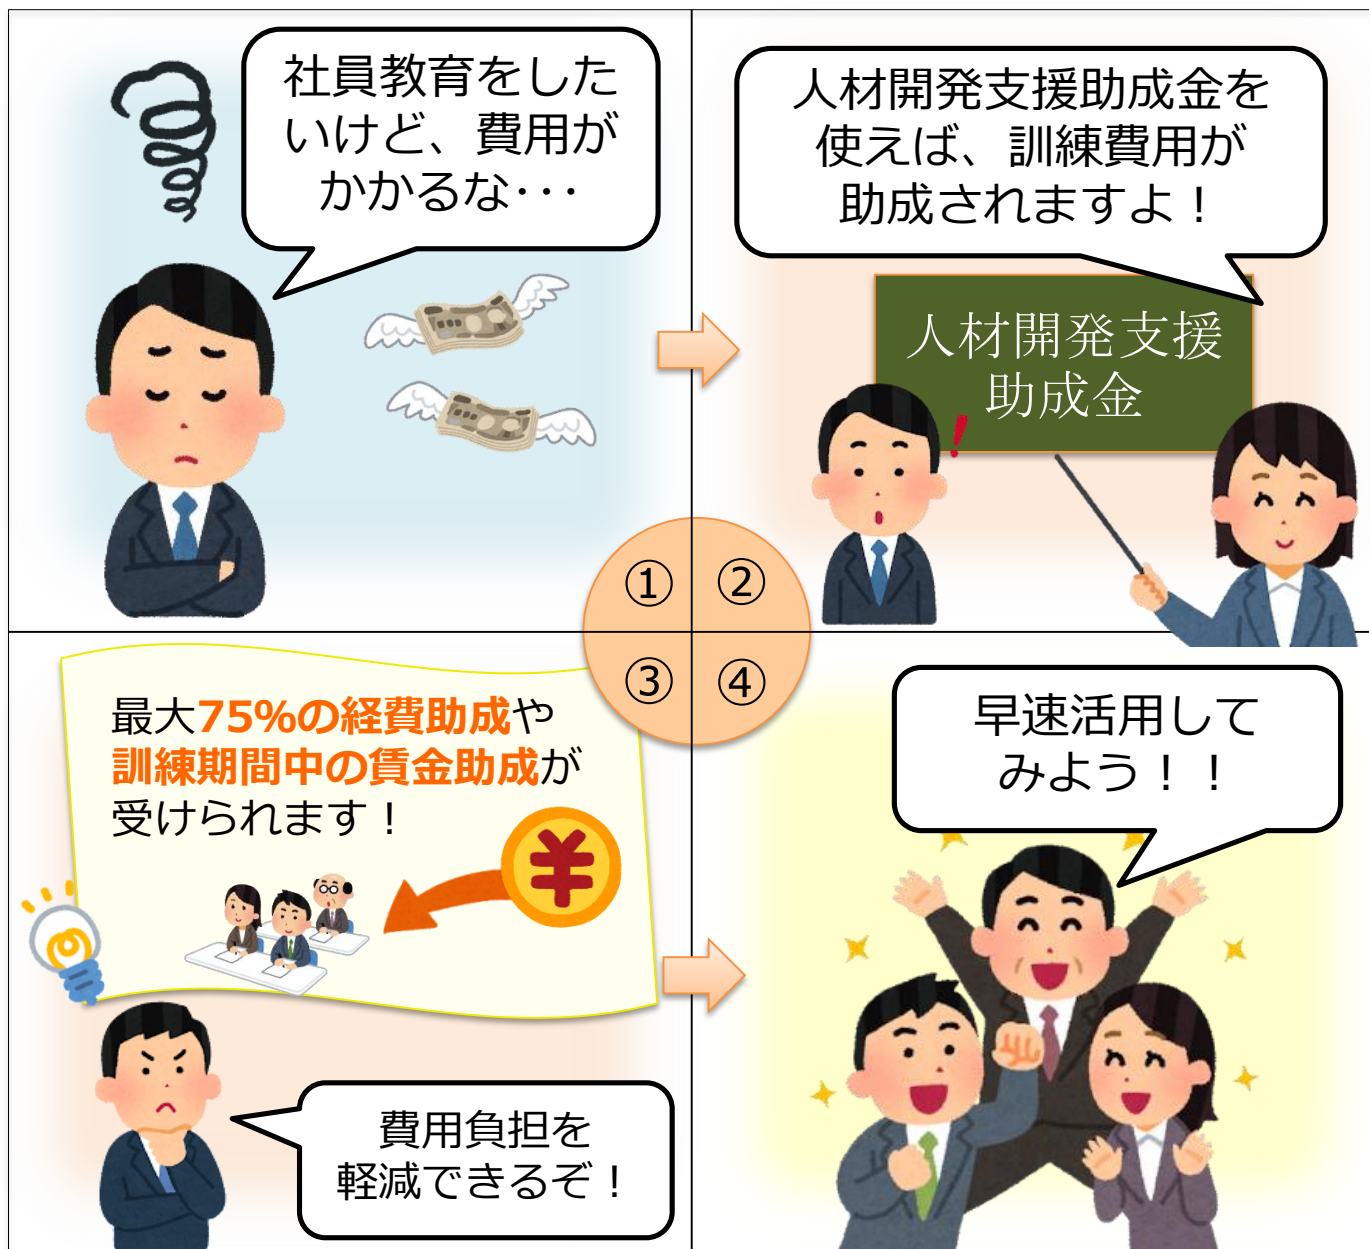 社員教育をした
いけど、費用が
かかるな･･･
人材開発支援助成金を
使えば、訓練費用が
助成されますよ！
人材開発支援
助成金
！
①
②
③
④
最大75%の経費助成や
訓練期間中の賃金助成が
受けられます！
¥
費用負担を
軽減できるぞ！
早速活用して
みよう！！